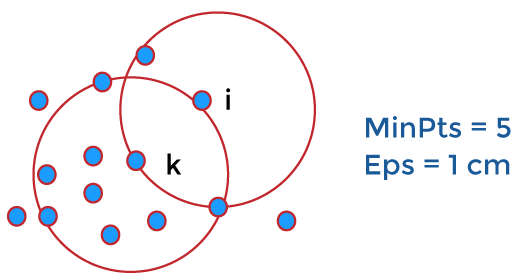 i
k
MinPts = 5
Eps = 1 cm